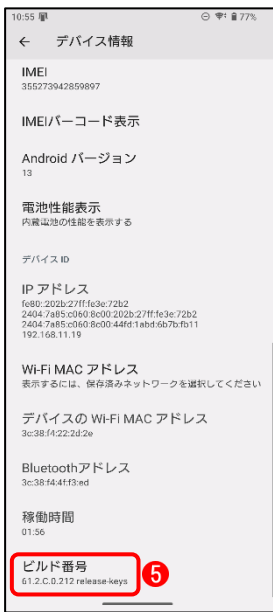 10:55
77%
← デバイス情報
IMEI
355273942859897
IMEIバーコード表示
Android バージョン
13
電池性能表示
内蔵電池の性能を表示する
デバイス ID
IP アドレス
fe80::202b:27ff:fe3e:72b2
2404:7a85:c060:8c00:202b:27ff:fe3e:72b2
2404:7a85:c060:8c00:44fd:1abd:6b7b:fb11
192.168.11.19
Wi-Fi MAC アドレス
表示するには、保存済みネットワークを選択してください
デバイスの Wi-Fi MAC アドレス
3c:38:f4:22:2d:2e
Bluetoothアドレス
3c:38:f4:4f:f3:ed
稼働時間
01:56
ビルド番号
61.2.C.0.212 release-keys
5